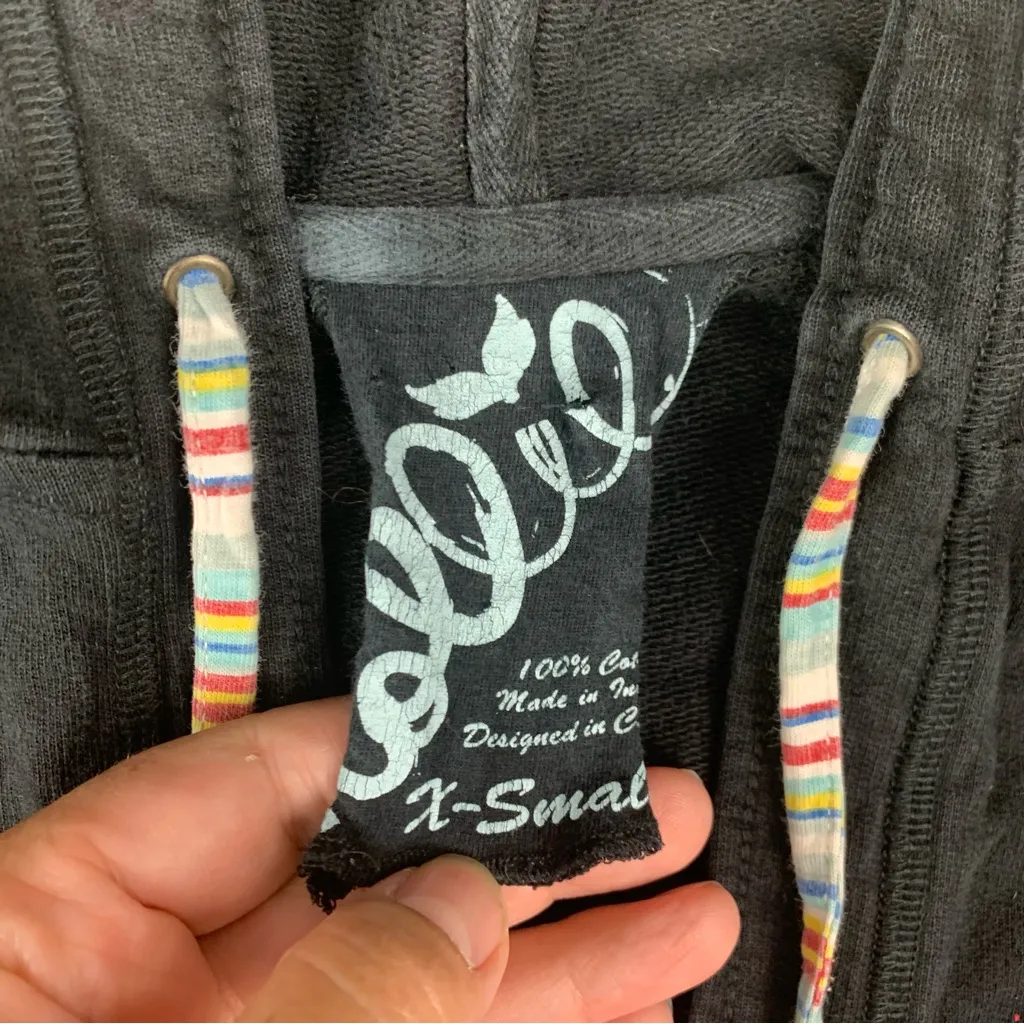 100% Cot
Made in In
Designed in C
X-Smal